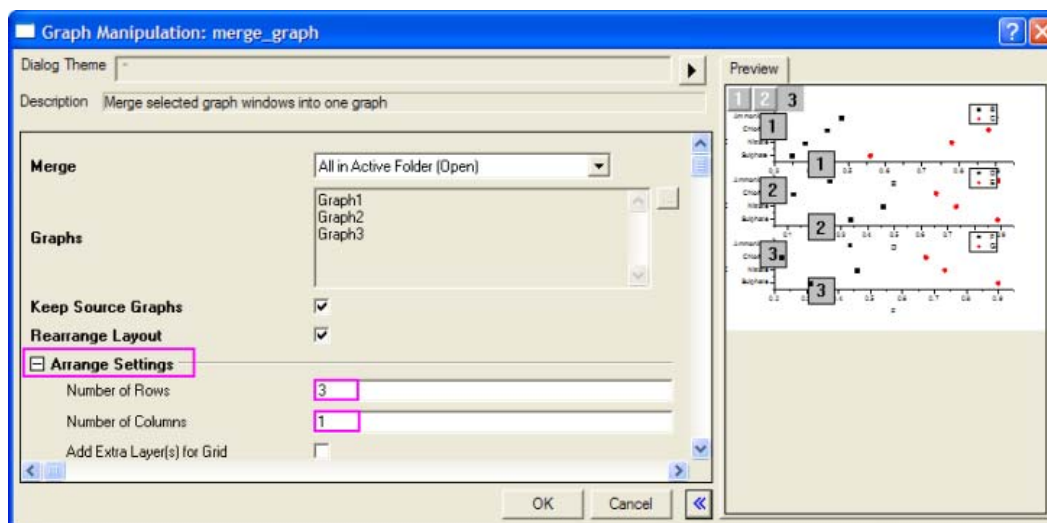 Graph Manipulation: merge_graph
Dialog Theme
Description Merge selected graph windows into one graph
Merge All in Active Folder (Open)
Graphs
Graph1
Graph2
Graph3
Keep Source Graphs
Rearrange Layout
Arrange Settings
Number of Rows 3
Number of Columns 1
Add Extra Layer(s) for Grid
OK Cancel
Preview
1 2 3
1
1
2
2
3
3